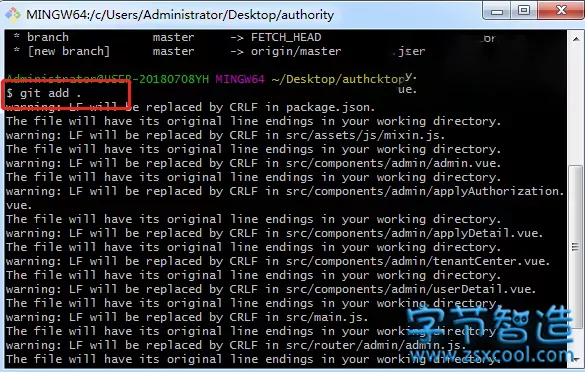 MINGW64:/c/Users/Administrator/Desktop/authority
* branch master -> FETCH_HEAD
* [new branch] master -> origin/master
Administrator@USER-20180708YH MINGW64 ~/Desktop/
$ git add .
warning: LF will be replaced by CRLF in package.json.
The file will have its original line endings in your working directory.
warning: LF will be replaced by CRLF in src/assets/js/mixin.js.
The file will have its original line endings in your working directory.
warning: LF will be replaced by CRLF in src/components/admin/admin.vue.
The file will have its original line endings in your working directory.
warning: LF will be replaced by CRLF in src/components/admin/applyAuthorization.
vue.
The file will have its original line endings in your working directory.
warning: LF will be replaced by CRLF in src/components/admin/applyDetail.vue.
The file will have its original line endings in your working directory.
warning: LF will be replaced by CRLF in src/components/admin/tenantCenter.vue.
The file will have its original line endings in your working directory.
warning: LF will be replaced by CRLF in src/components/admin/userDetail.vue.
The file will have its original line endings in your working directory.
warning: LF will be replaced by CRLF in src/main.js.
The file will have its original line endings in your working directory.
warning: LF will be replaced by CRLF in src/router/admin/admin.js.
The file will have its original line endings in your working directory.
字节智造
www.zsxcool.com